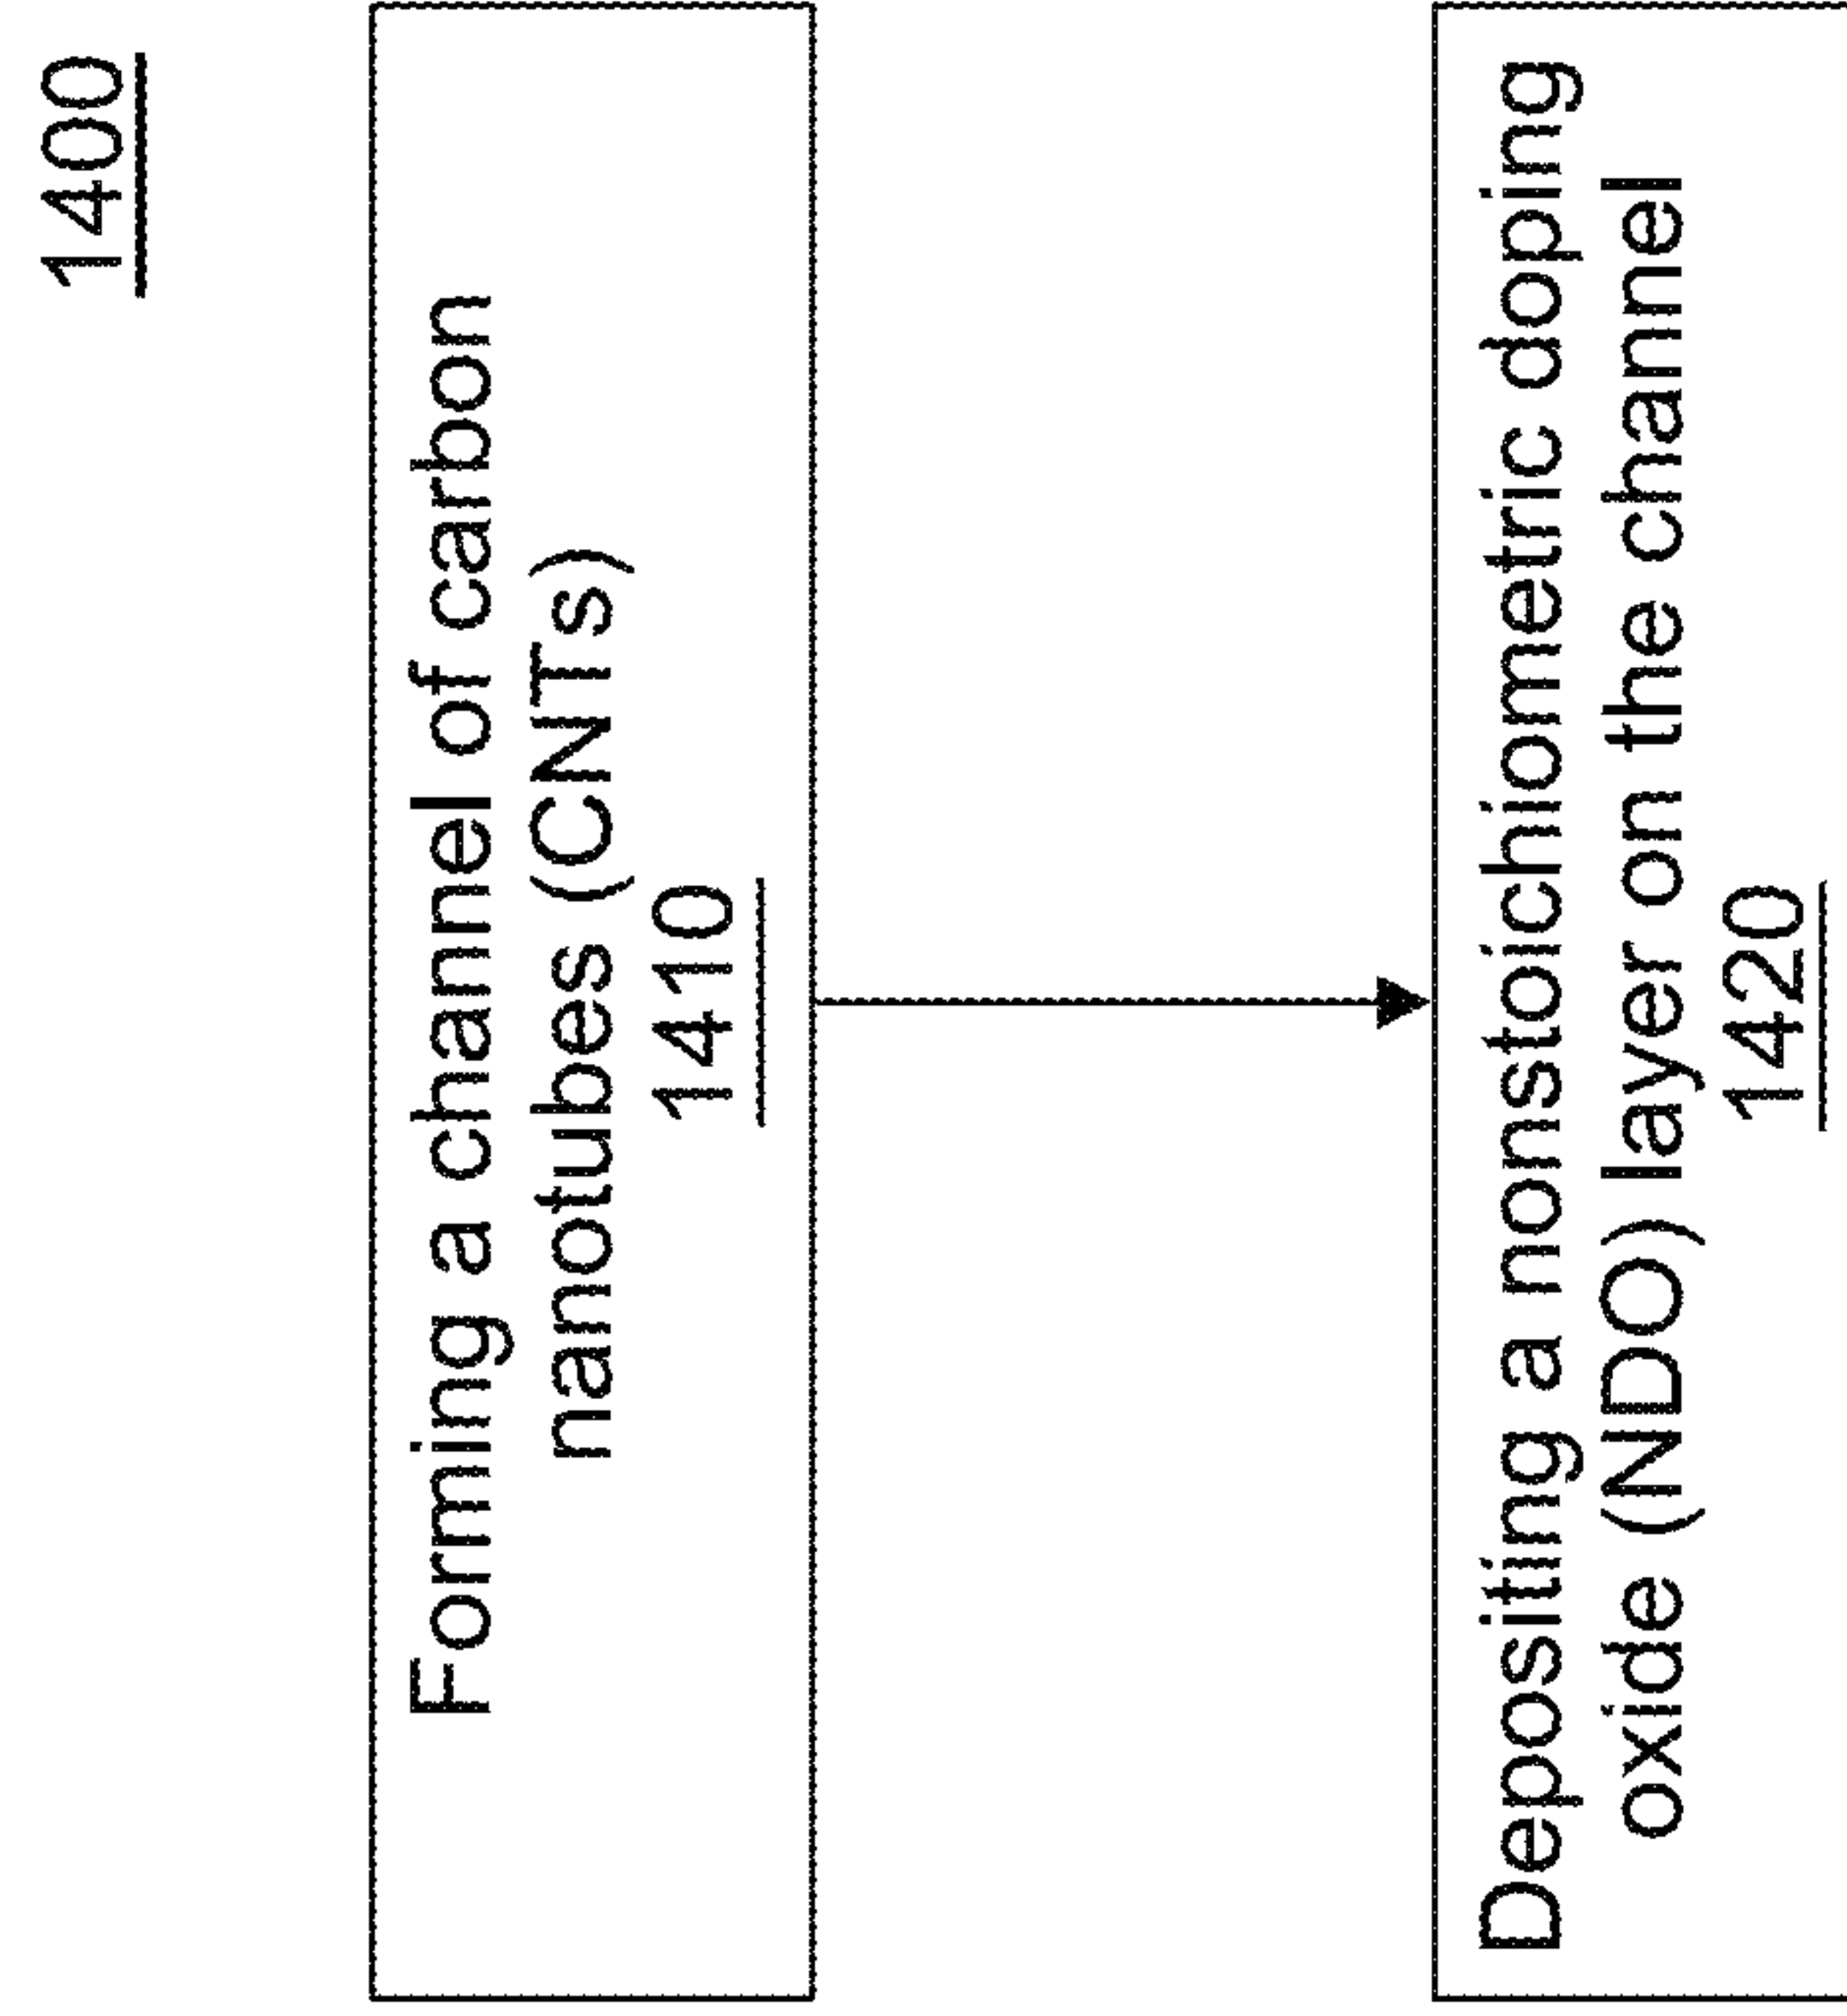 1400
Forming a channel of carbon
nanotubes (CNTs)
1410
Depositing a nonstoichiometric doping
oxide (NDO) layer on the channel
1420